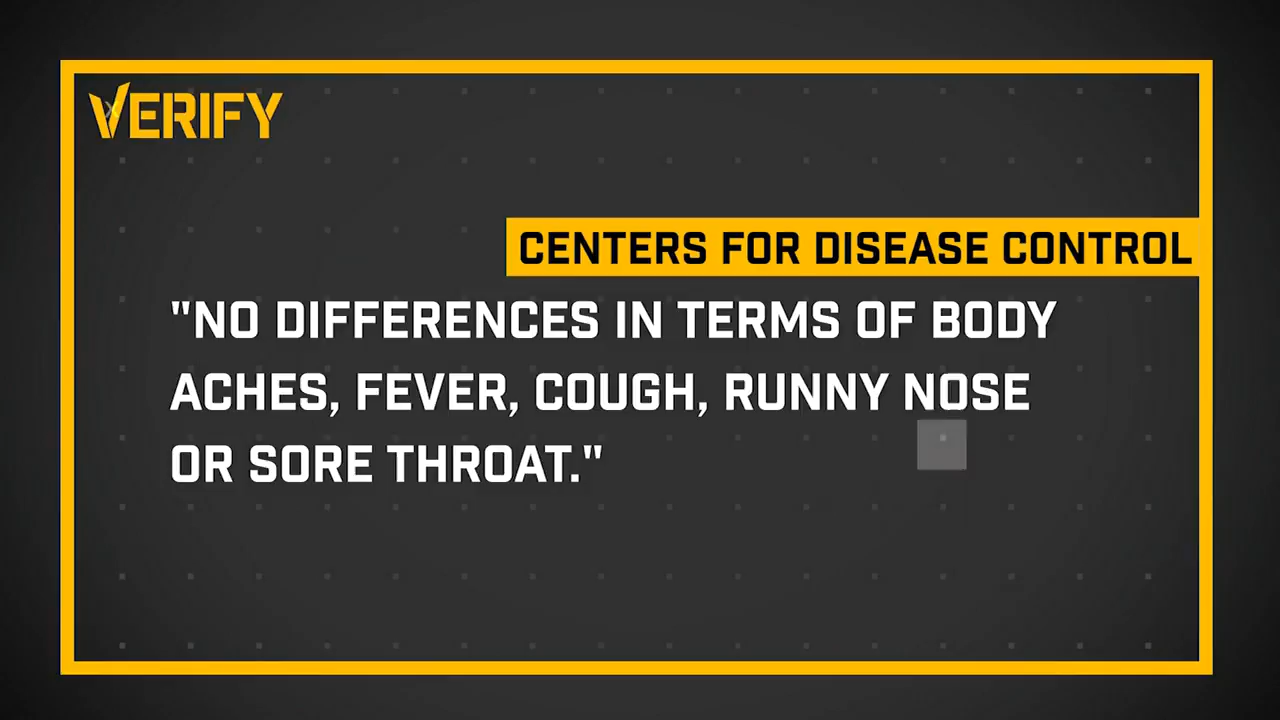 VERIFY
CENTERS FOR DISEASE CONTROL
"NO DIFFERENCES IN TERMS OF BODY
ACHES, FEVER, COUGH, RUNNY NOSE
OR SORE THROAT."